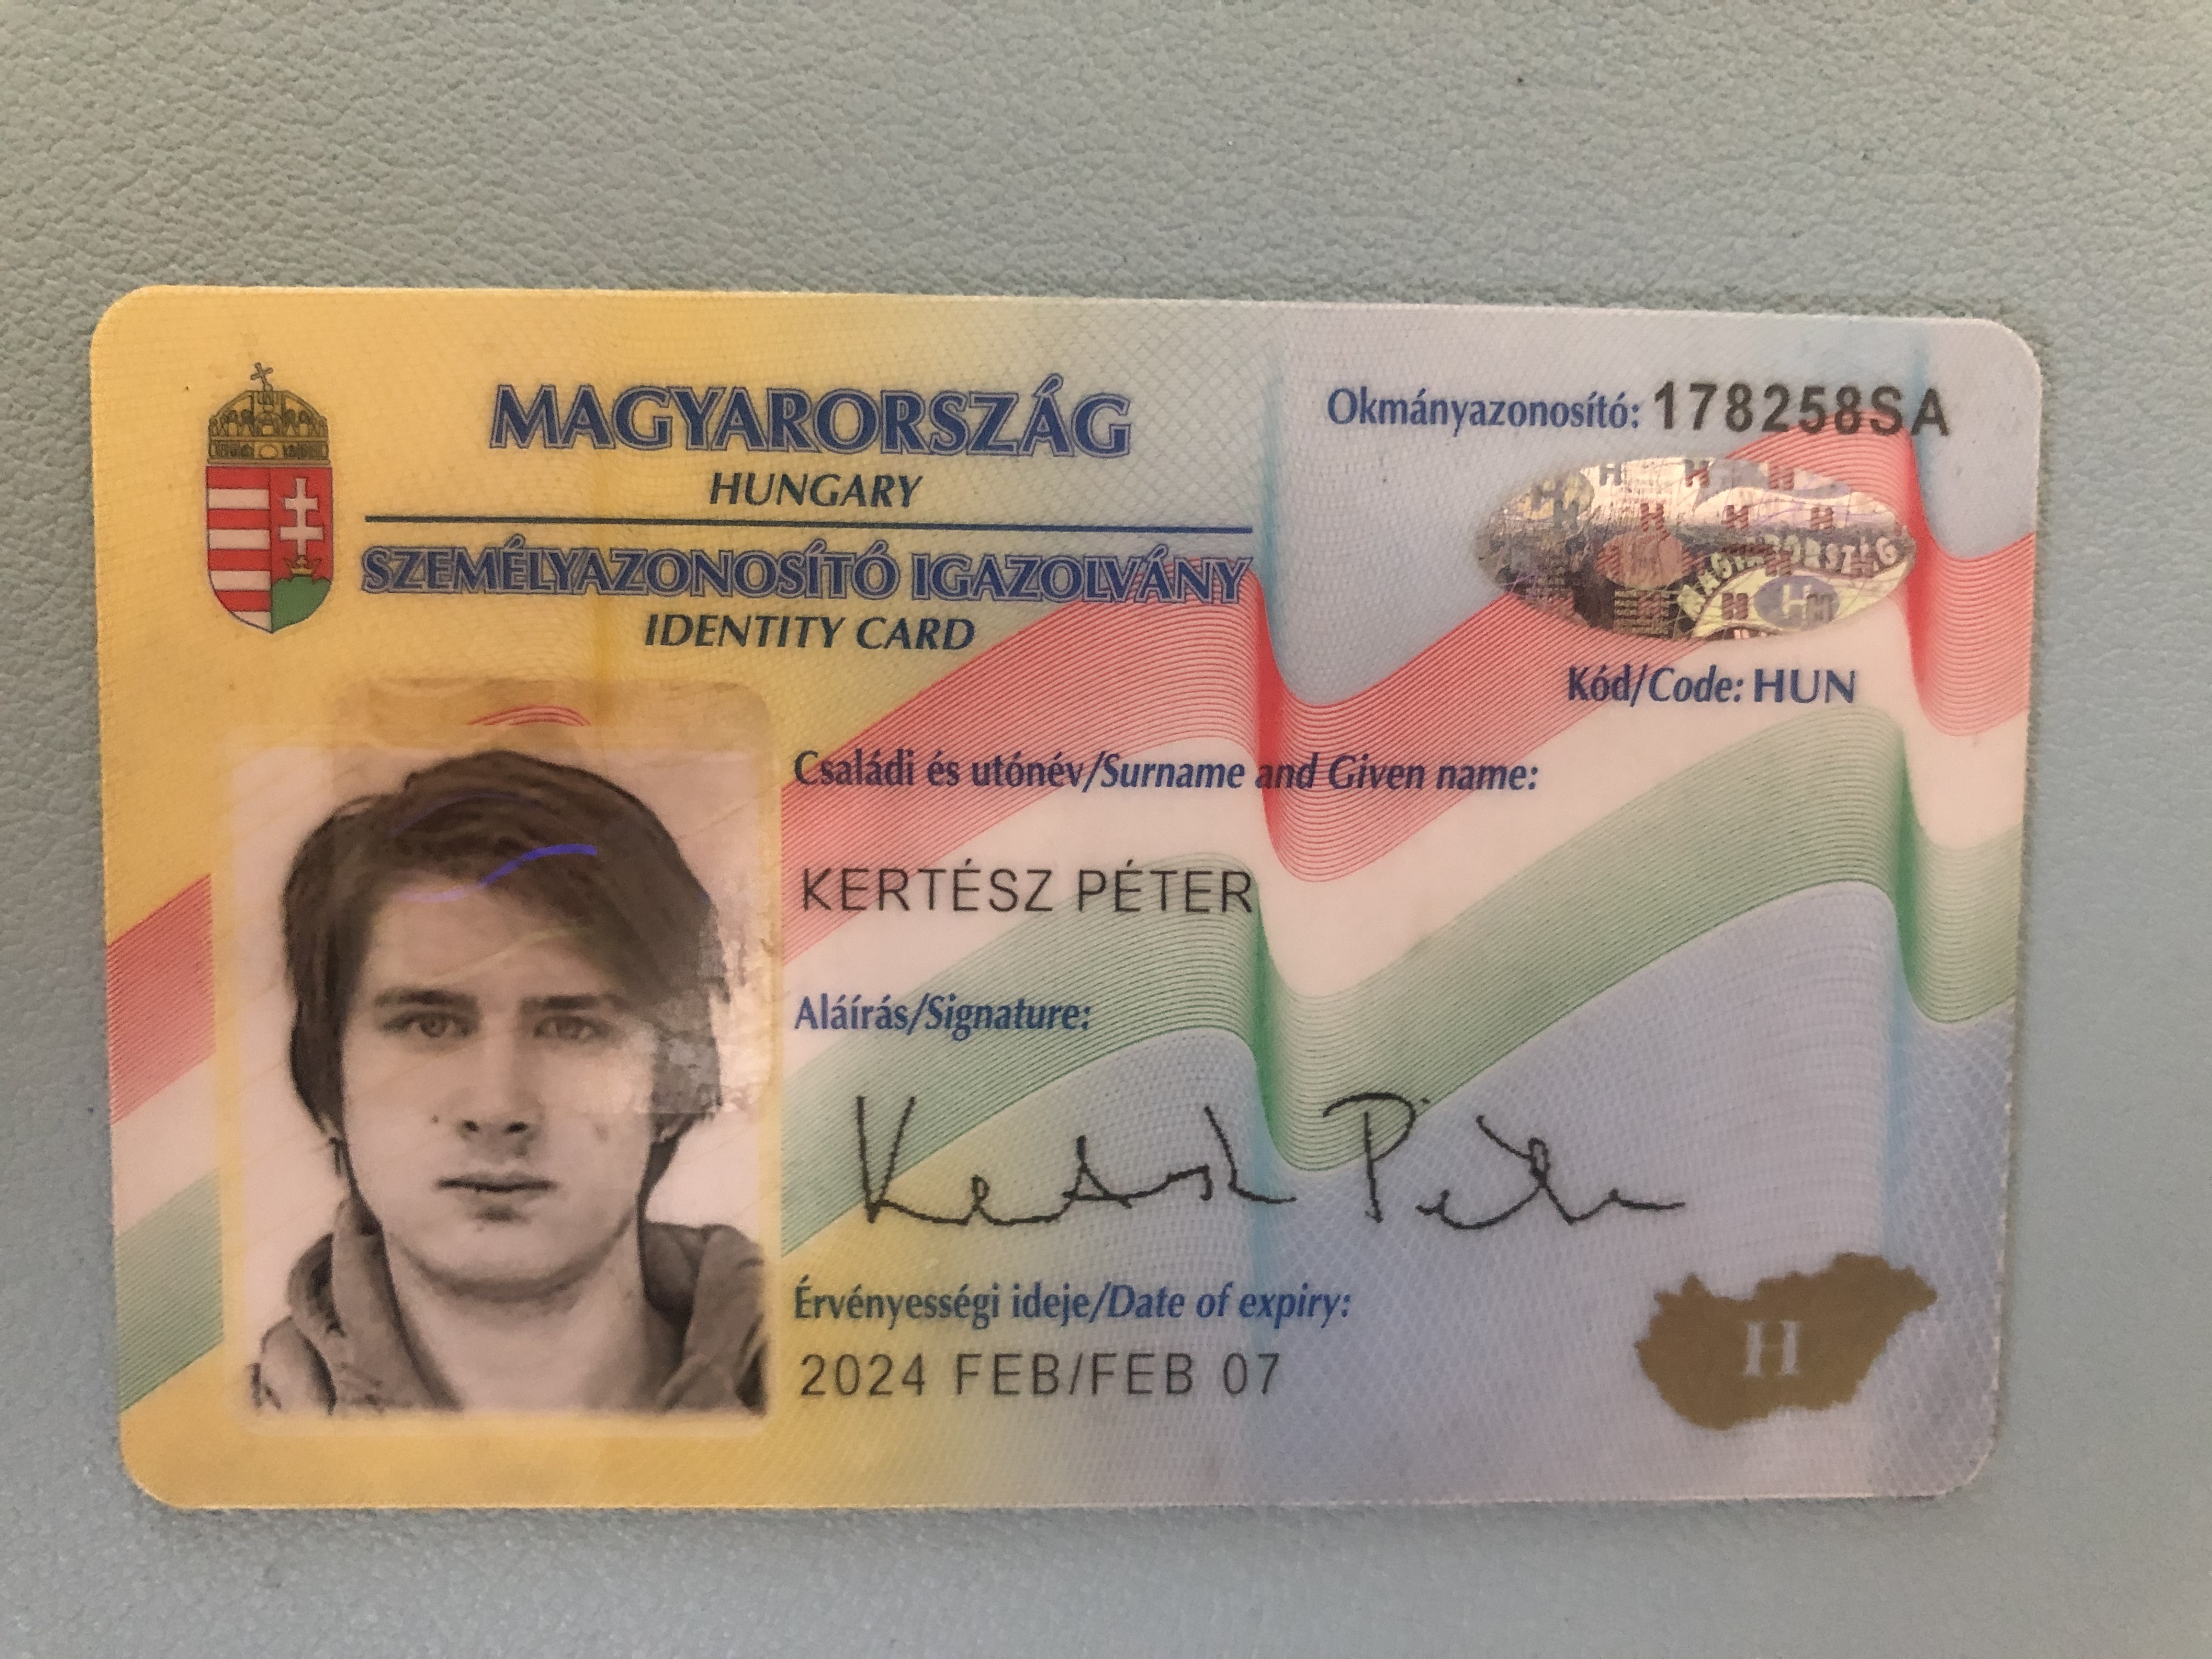 MAGYARORSZÁG
HUNGARY
SZEMÉLYAZONOSÍTÓ IGAZOLVÁNY
IDENTITY CARD
Okmányazonosító: 178258SA
Kód/Code: HUN
Családi és utónév/Surname and Given name:
KERTÉSZ PÉTER
Aláírás/Signature:
Kertész Péter
Érvényességi ideje/Date of expiry:
2024 FEB/FEB 07
H